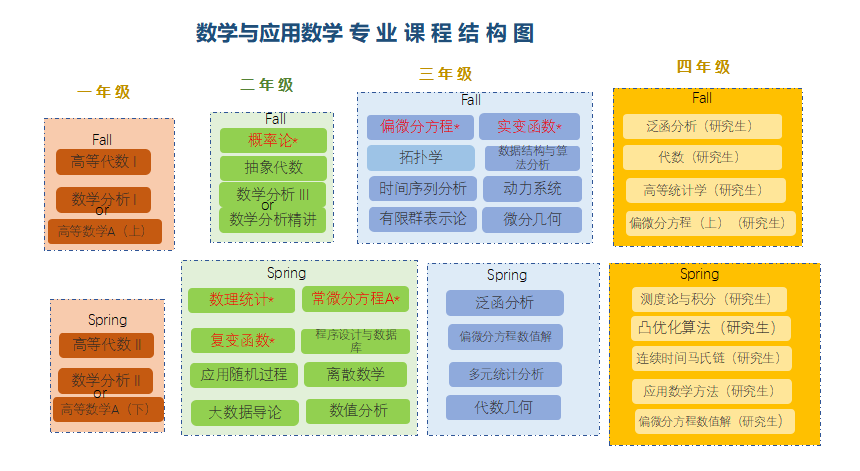 数学与应用数学 专 业 课 程 结 构 图
一 年 级
二 年 级
三 年 级
四 年 级
Fall
高等代数 I
数学分析 I
or
高等数学A（上）
Spring
高等代数 II
数学分析 II
or
高等数学A（下）
Fall
概率论*
抽象代数
数学分析 III
or
数学分析精讲
Spring
数理统计*
常微分方程A*
复变函数*
程序设计与数据
库
应用随机过程
离散数学
大数据导论
数值分析
Fall
偏微分方程*
实变函数*
拓扑学
数据结构与算
法分析
时间序列分析
动力系统
有限群表示论
微分几何
Spring
泛函分析
偏微分方程数值解
多元统计分析
代数几何
Fall
泛函分析（研究生）
代数（研究生）
高等统计学（研究生）
偏微分方程（上）（研究生）
Spring
测度论与积分（研究生）
凸优化算法（研究生）
连续时间马氏链（研究生）
应用数学方法（研究生）
偏微分方程数值解（研究生）